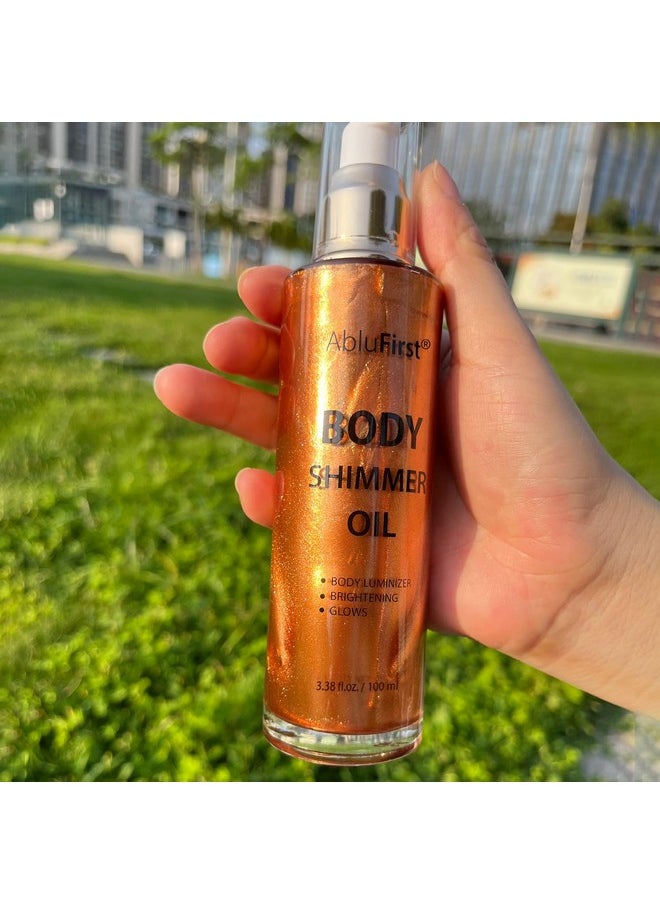 AbluFirst®
BODY
SHIMMER
OIL
• BODY LUMINIZER
• BRIGHTENING
• GLOWS
3.38 fl.oz. / 100 ml